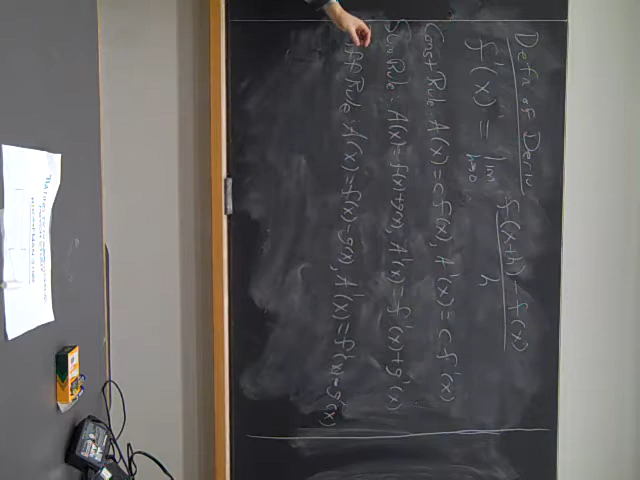 Defn of Deriv
f'(x) = lim h→0 f(x+h) - f(x) / h
Const Rule: A(x) = c f(x), A'(x) = c f'(x)
Sum Rule: A(x) = f(x)+g(x), A'(x) = f'(x)+g'(x)
Diff Rule: A(x) = f(x)-g(x), A'(x) = f'(x)-g'(x)